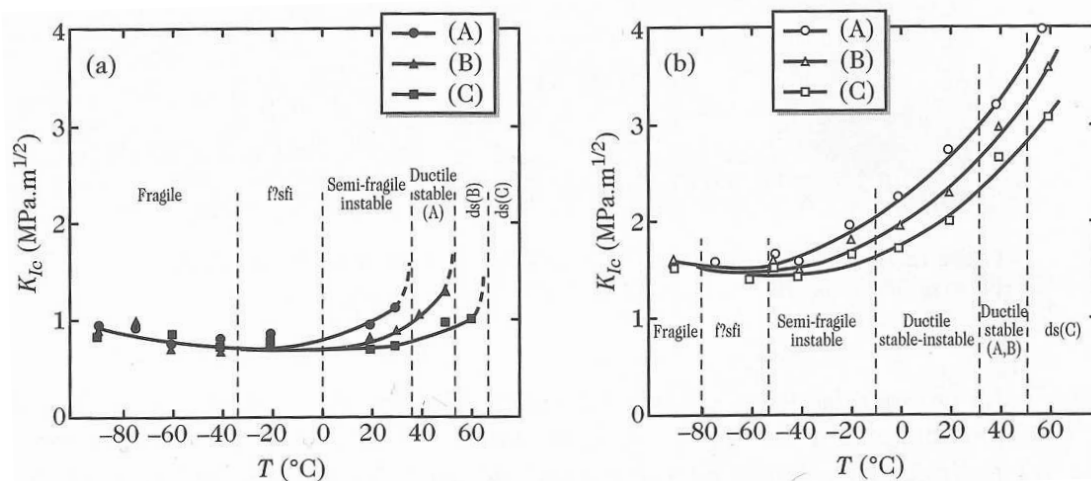 (a)
(A)
(B)
(C)
4
3
2
1
0
K_Ic (MPa.m^1/2)
Fragile
f?sfi
Semi-fragile
instable
Ductile
stable
(A)
ds(B)
ds(C)
−80
−60
−40
−20
0
20
40
60
T (°C)
(b)
(A)
(B)
(C)
4
3
2
1
0
K_Ic (MPa.m^1/2)
Fragile
f?sfi
Semi-fragile
instable
Ductile
stable-instable
Ductile
stable
(A,B)
ds(C)
−80
−60
−40
−20
0
20
40
60
T (°C)